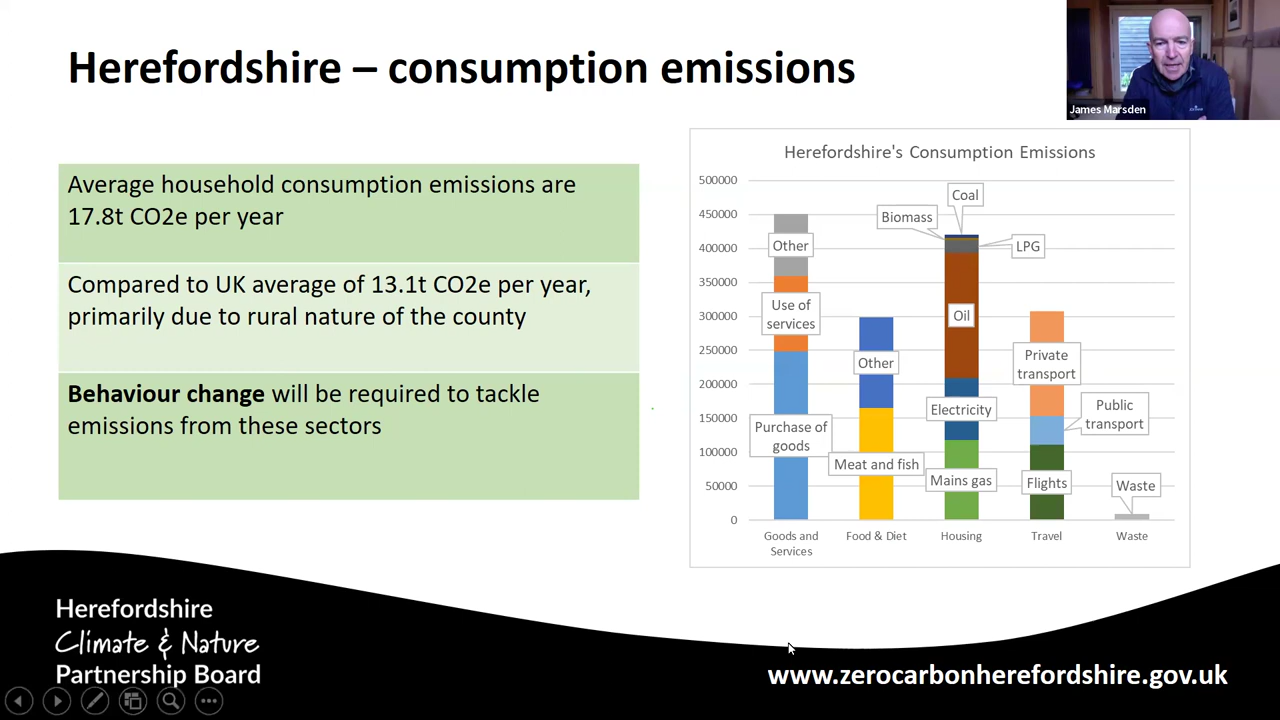 Herefordshire – consumption emissions
James Marsden
Average household consumption emissions are
17.8t CO2e per year
Compared to UK average of 13.1t CO2e per year,
primarily due to rural nature of the county
Behaviour change will be required to tackle
emissions from these sectors
Herefordshire's Consumption Emissions
500000
450000
400000
350000
300000
250000
200000
150000
100000
50000
0
Other
Use of
services
Purchase of
goods
Other
Meat and fish
Coal
Biomass
LPG
Oil
Electricity
Mains gas
Private
transport
Public
transport
Flights
Waste
Goods and
Services
Food & Diet
Housing
Travel
Waste
Herefordshire
Climate & Nature
Partnership Board
www.zerocarbonherefordshire.gov.uk